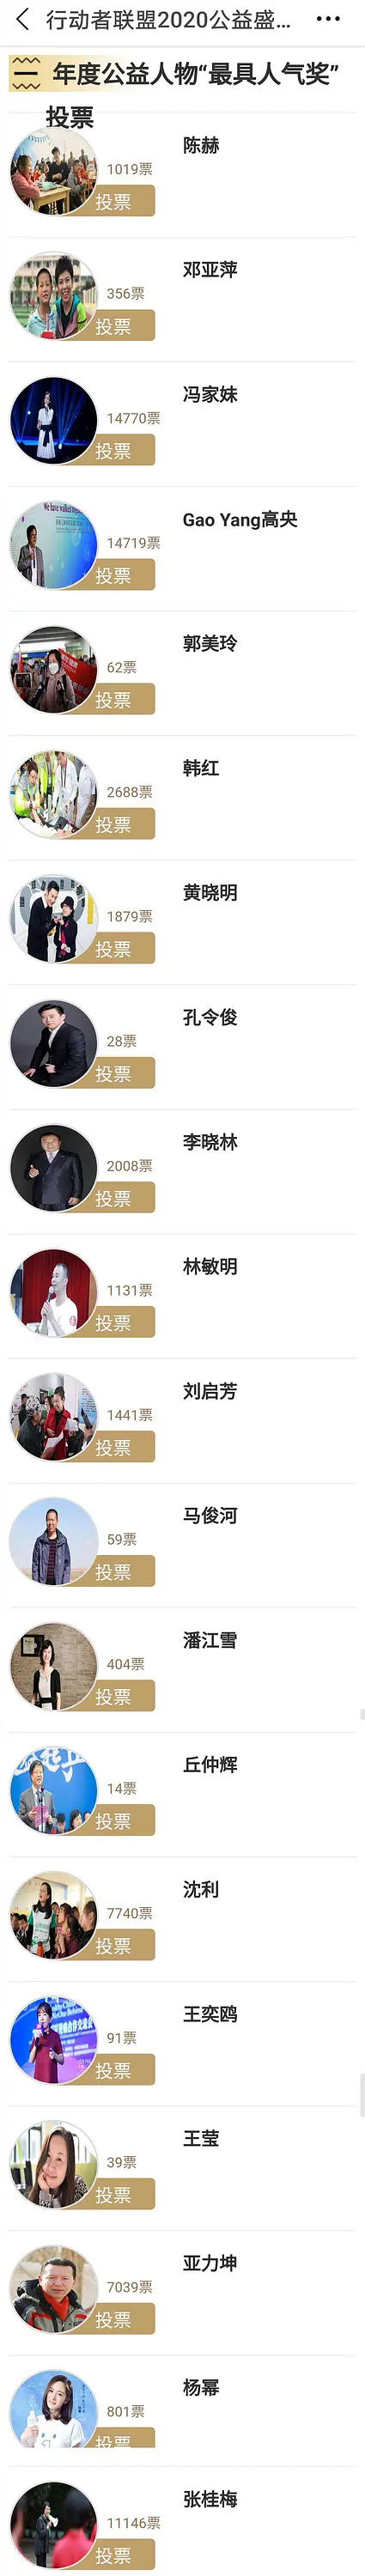 行动者联盟2020公益盛...
一 年度公益人物“最具人气奖”
投票
陈赫
1019票
投票
邓亚萍
356票
投票
冯家妹
14770票
投票
Gao Yang高央
14719票
投票
郭美玲
62票
投票
韩红
2688票
投票
黄晓明
1879票
投票
孔令俊
28票
投票
李晓林
2008票
投票
林敏明
1131票
投票
刘启芳
1441票
投票
马俊河
59票
投票
潘江雪
404票
投票
丘仲辉
14票
投票
沈利
7740票
投票
王奕鸥
91票
投票
王莹
39票
投票
亚力坤
7039票
投票
杨幂
801票
投票
张桂梅
11146票
投票